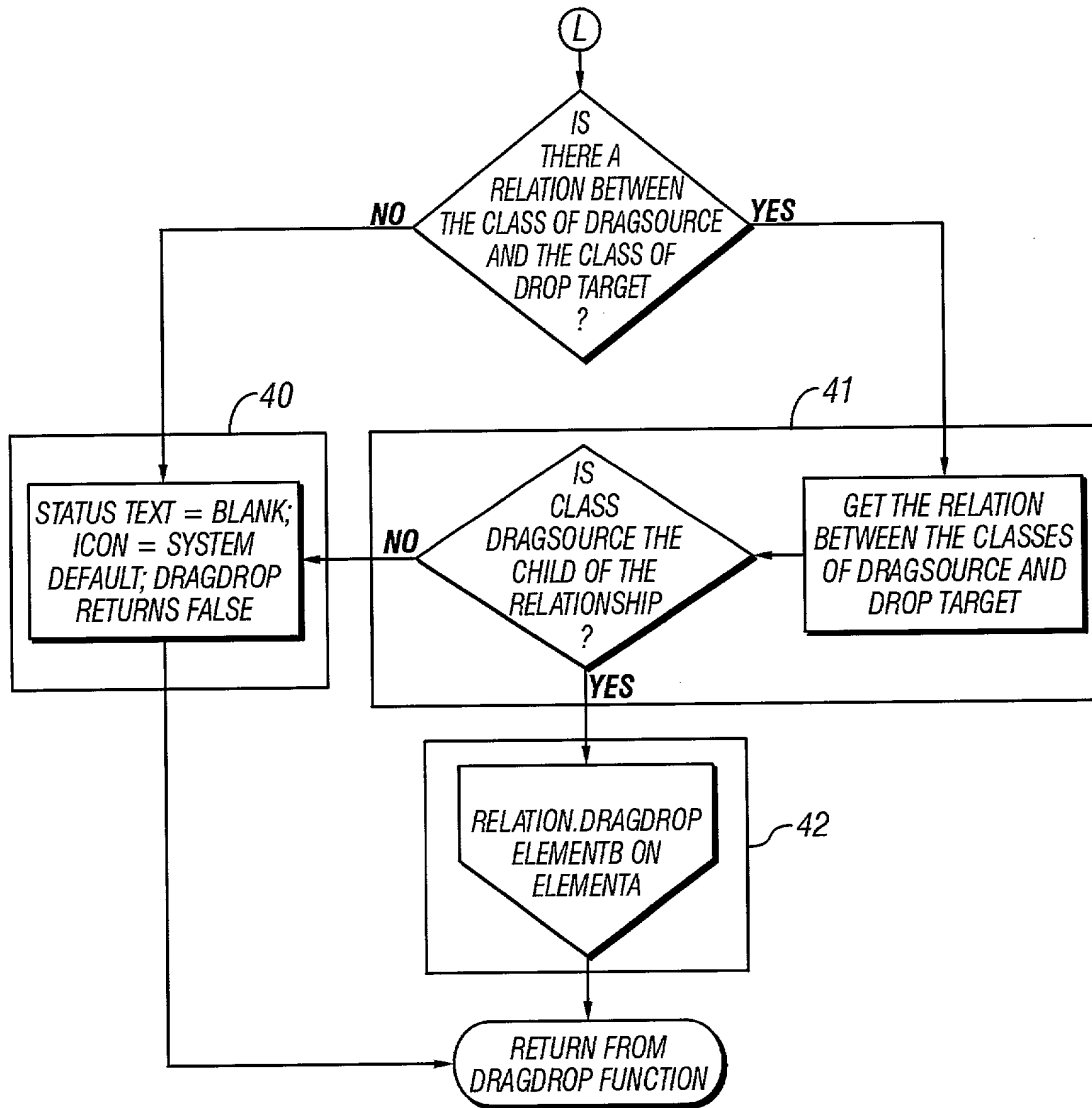 L
IS
THERE A
RELATION BETWEEN
THE CLASS OF DRAGSOURCE
AND THE CLASS OF
DROP TARGET
?
NO
YES
40
41
STATUS TEXT = BLANK;
ICON = SYSTEM
DEFAULT; DRAGDROP
RETURNS FALSE
NO
IS
CLASS
DRAGSOURCE THE
CHILD OF THE
RELATIONSHIP
?
GET THE RELATION
BETWEEN THE CLASSES
OF DRAGSOURCE AND
DROP TARGET
YES
RELATION.DRAGDROP
ELEMENTB ON
ELEMENTA
42
RETURN FROM
DRAGDROP FUNCTION